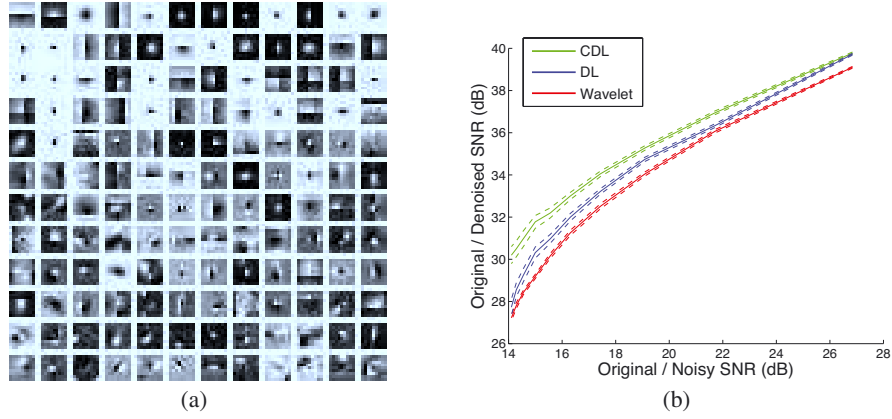 40
38
36
34
32
30
28
26
14 16 18 20 22 24 26 28
CDL
DL
Wavelet
Original / Denoised SNR (dB)
Original / Noisy SNR (dB)
(a) (b)